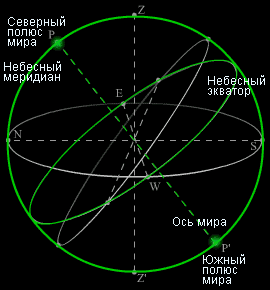 Z
Северный
полюс
мира
P
Небесный
меридиан
Небесный
экватор
E
N
S
W
Ось мира
P'
Южный
полюс
мира
Z'